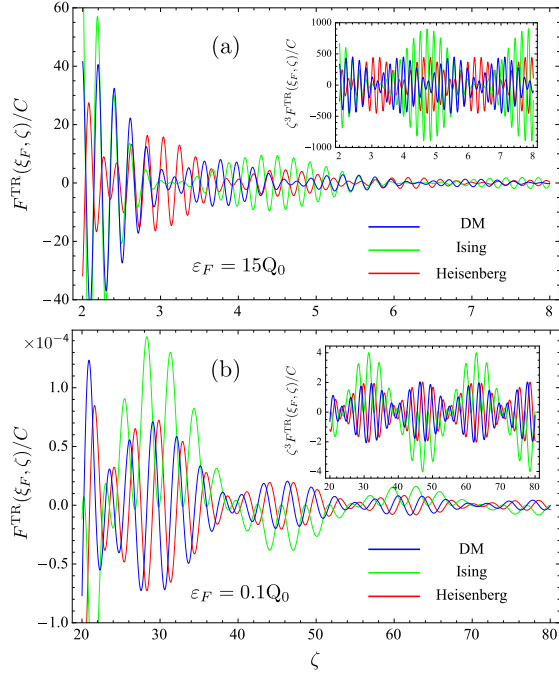 60
40
20
0
−20
−40
F^TR(ξ_F, ζ)/C
(a)
1000
500
0
−500
−1000
ζ^3 F^TR(ξ_F, ζ)/C
2 3 4 5 6 7 8
DM
Ising
Heisenberg
ε_F = 15Q_0
2 3 4 5 6 7 8
×10^-4
1.0
0.5
0.0
−0.5
−1.0
F^TR(ξ_F, ζ)/C
(b)
4
2
0
−2
−4
ζ^3 F^TR(ξ_F, ζ)/C
20 30 40 50 60 70 80
DM
Ising
Heisenberg
ε_F = 0.1Q_0
20 30 40 50 60 70 80
ζ